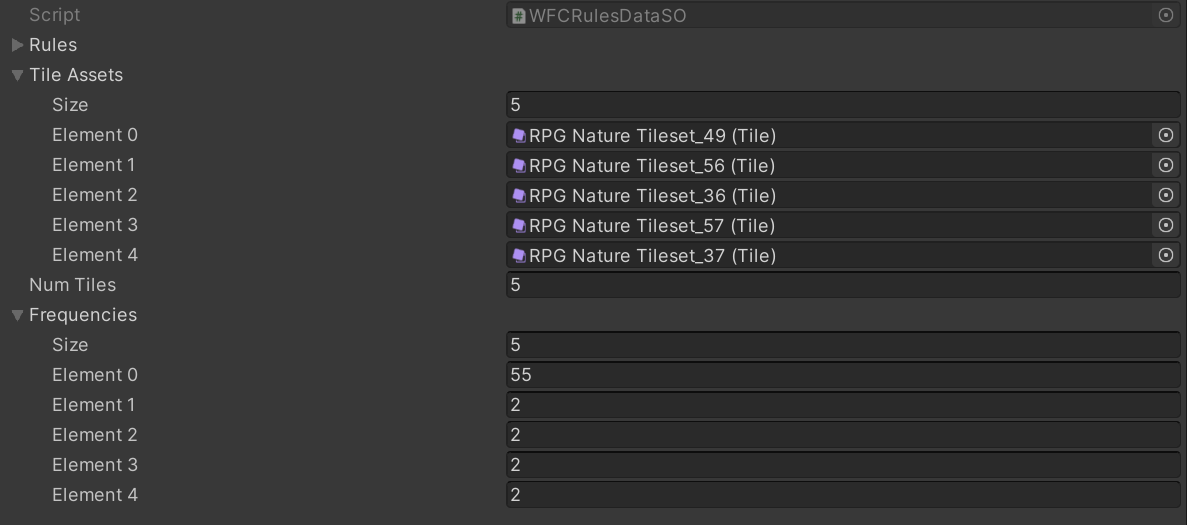 Script WFCRulesDataSO
Rules
Tile Assets
Size 5
Element 0 RPG Nature Tileset_49 (Tile)
Element 1 RPG Nature Tileset_56 (Tile)
Element 2 RPG Nature Tileset_36 (Tile)
Element 3 RPG Nature Tileset_57 (Tile)
Element 4 RPG Nature Tileset_37 (Tile)
Num Tiles 5
Frequencies
Size 5
Element 0 55
Element 1 2
Element 2 2
Element 3 2
Element 4 2